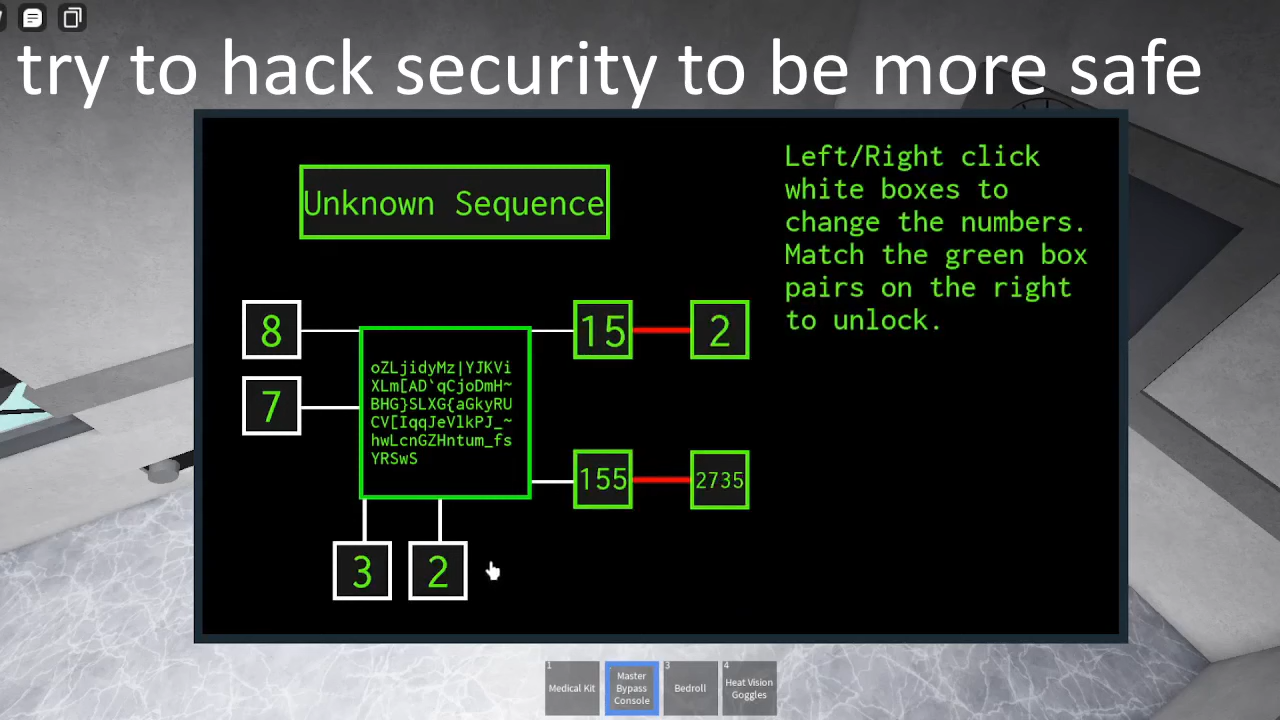 try to hack security to be more safe
Unknown Sequence
Left/Right click
white boxes to
change the numbers.
Match the green box
pairs on the right
to unlock.
8
15
2
7
oZLjidyMz|YJKVi
XLm[AD`qCjoDmH~
BHG}SLXG{aGkyRU
CV[IqqJeVlkPJ_~
hwLcnGZHntum_fs
YRSwS
155
2735
3
2
1
Medical Kit
Master
Bypass
Console
3
Bedroll
4
Heat Vision
Goggles